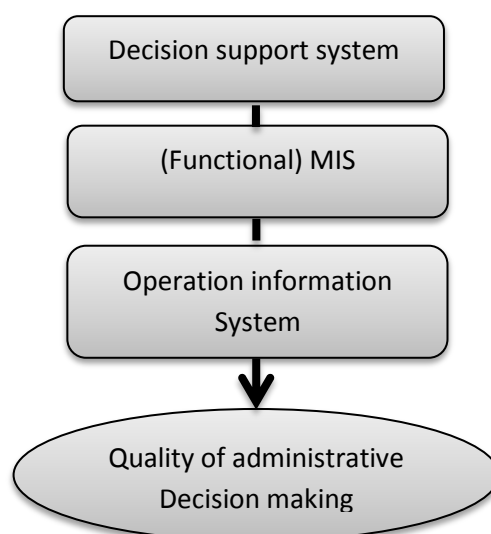 Decision support system
(Functional) MIS
Operation information
System
Quality of administrative
Decision making